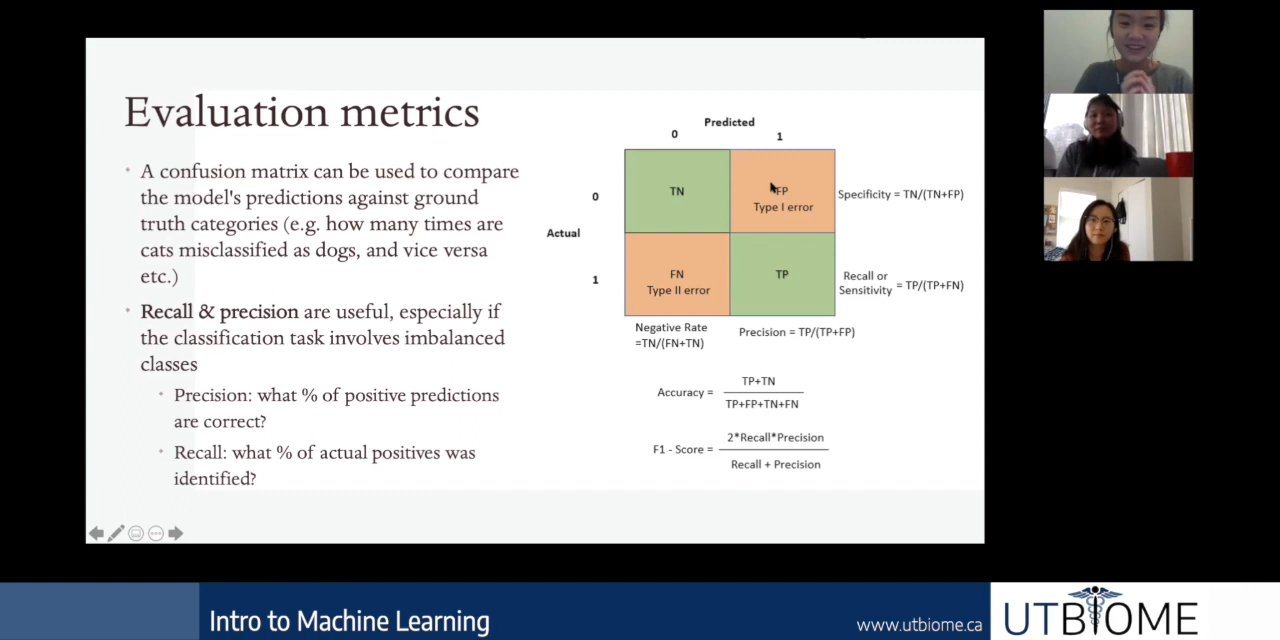 Evaluation metrics
• A confusion matrix can be used to compare
the model's predictions against ground
truth categories (e.g. how many times are
cats misclassified as dogs, and vice versa
etc.)
• Recall & precision are useful, especially if
the classification task involves imbalanced
classes
• Precision: what % of positive predictions
are correct?
• Recall: what % of actual positives was
identified?
Predicted
0 1
0
TN
FP
Type I error
Specificity = TN/(TN+FP)
Actual
1
FN
Type II error
TP
Recall or
Sensitivity = TP/(TP+FN)
Negative Rate
=TN/(FN+TN)
Precision = TP/(TP+FP)
Accuracy =
TP+TN
TP+FP+TN+FN
F1 - Score =
2*Recall*Precision
Recall + Precision
Intro to Machine Learning
www.utbiome.ca
UTBIOME